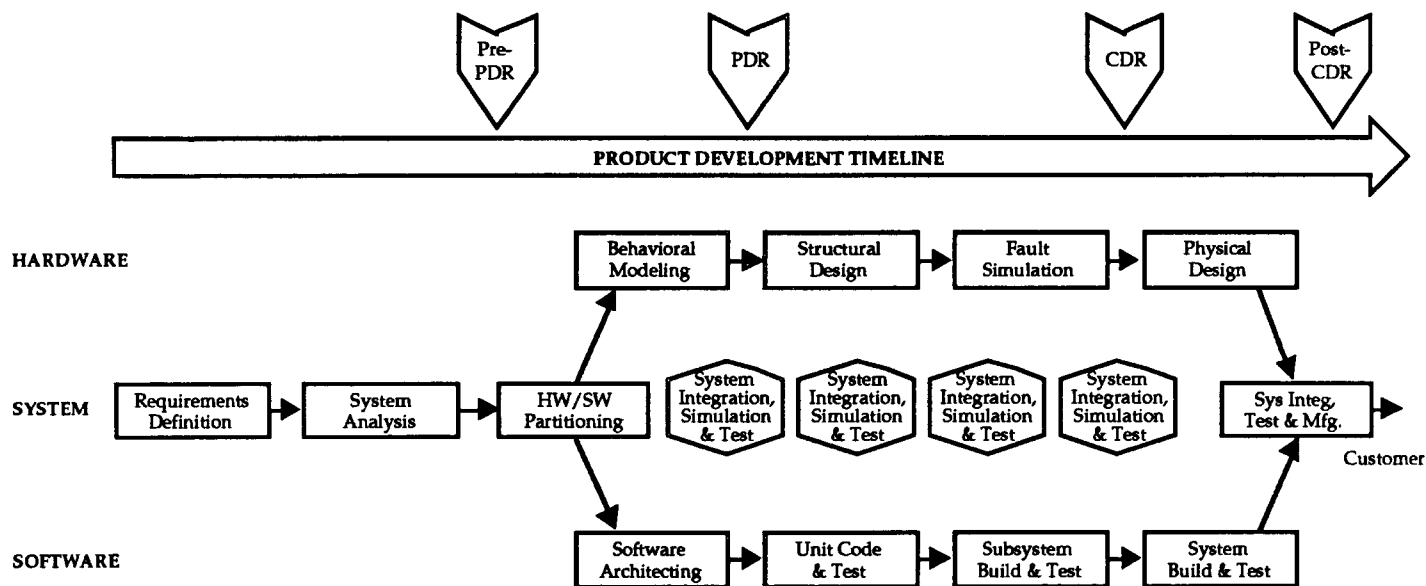 Pre-
PDR
PDR
CDR
Post-
CDR
PRODUCT DEVELOPMENT TIMELINE
HARDWARE
Behavioral
Modeling
Structural
Design
Fault
Simulation
Physical
Design
SYSTEM
Requirements
Definition
System
Analysis
HW/SW
Partitioning
System
Integration,
Simulation
& Test
System
Integration,
Simulation
& Test
System
Integration,
Simulation
& Test
System
Integration,
Simulation
& Test
Sys Integ,
Test & Mfg.
Customer
SOFTWARE
Software
Architecting
Unit Code
& Test
Subsystem
Build & Test
System
Build & Test